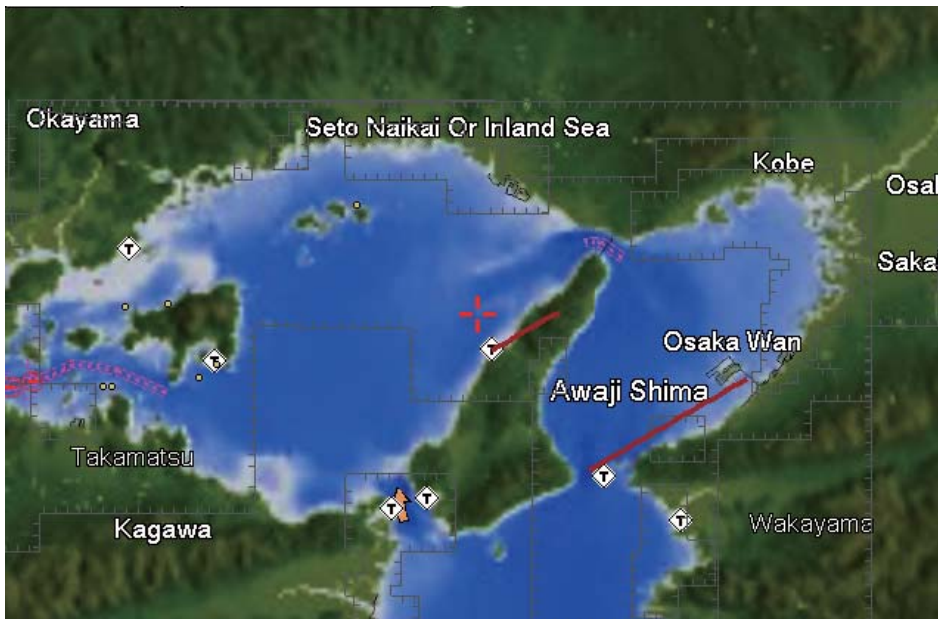 Okayama
Seto Naikai Or Inland Sea
Kobe
Osal
Saka
T
T
Osaka Wan
T
Awaji Shima
Takamatsu
T
T
T
Kagawa
T
Wakayama